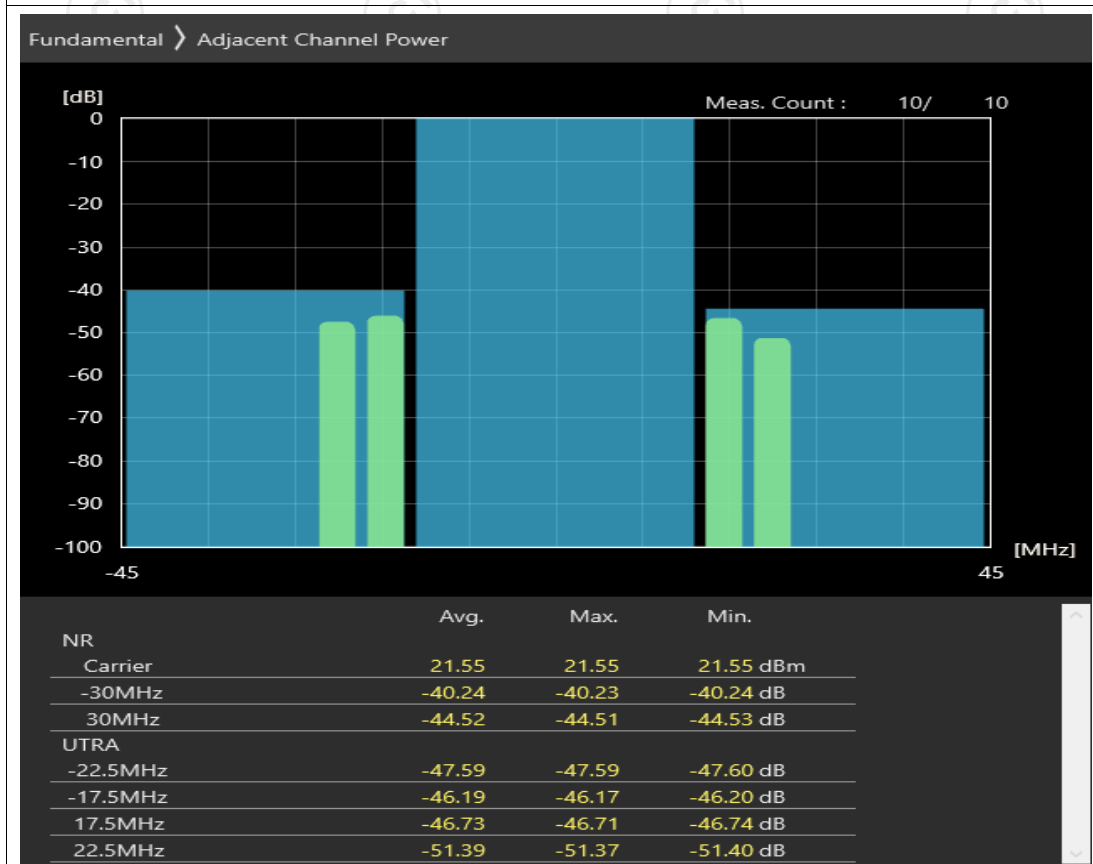 Fundamental ❭ Adjacent Channel Power
[dB]
Meas. Count : 10/ 10
0
-10
-20
-30
-40
-50
-60
-70
-80
-90
-100
[MHz]
-45 45
Avg. Max. Min.
NR
Carrier 21.55 21.55 21.55 dBm
-30MHz -40.24 -40.23 -40.24 dB
30MHz -44.52 -44.51 -44.53 dB
UTRA
-22.5MHz -47.59 -47.59 -47.60 dB
-17.5MHz -46.19 -46.17 -46.20 dB
17.5MHz -46.73 -46.71 -46.74 dB
22.5MHz -51.39 -51.37 -51.40 dB